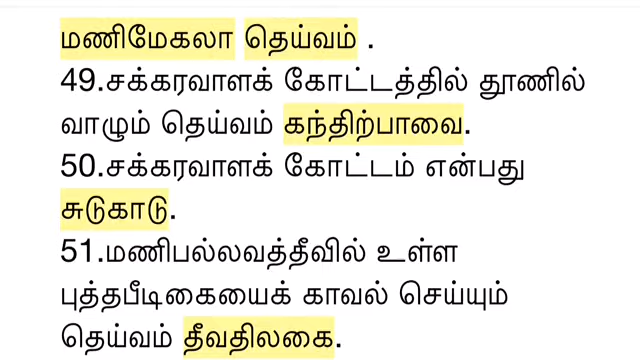 மணிமேகலா தெய்வம் .
49.சக்கரவாளக் கோட்டத்தில் தூணில்
வாழும் தெய்வம் கந்திற்பாவை.
50.சக்கரவாளக் கோட்டம் என்பது
சுடுகாடு.
51.மணிபல்லவத்தீவில் உள்ள
புத்தபீடிகையைக் காவல் செய்யும்
தெய்வம் தீவதிலகை.